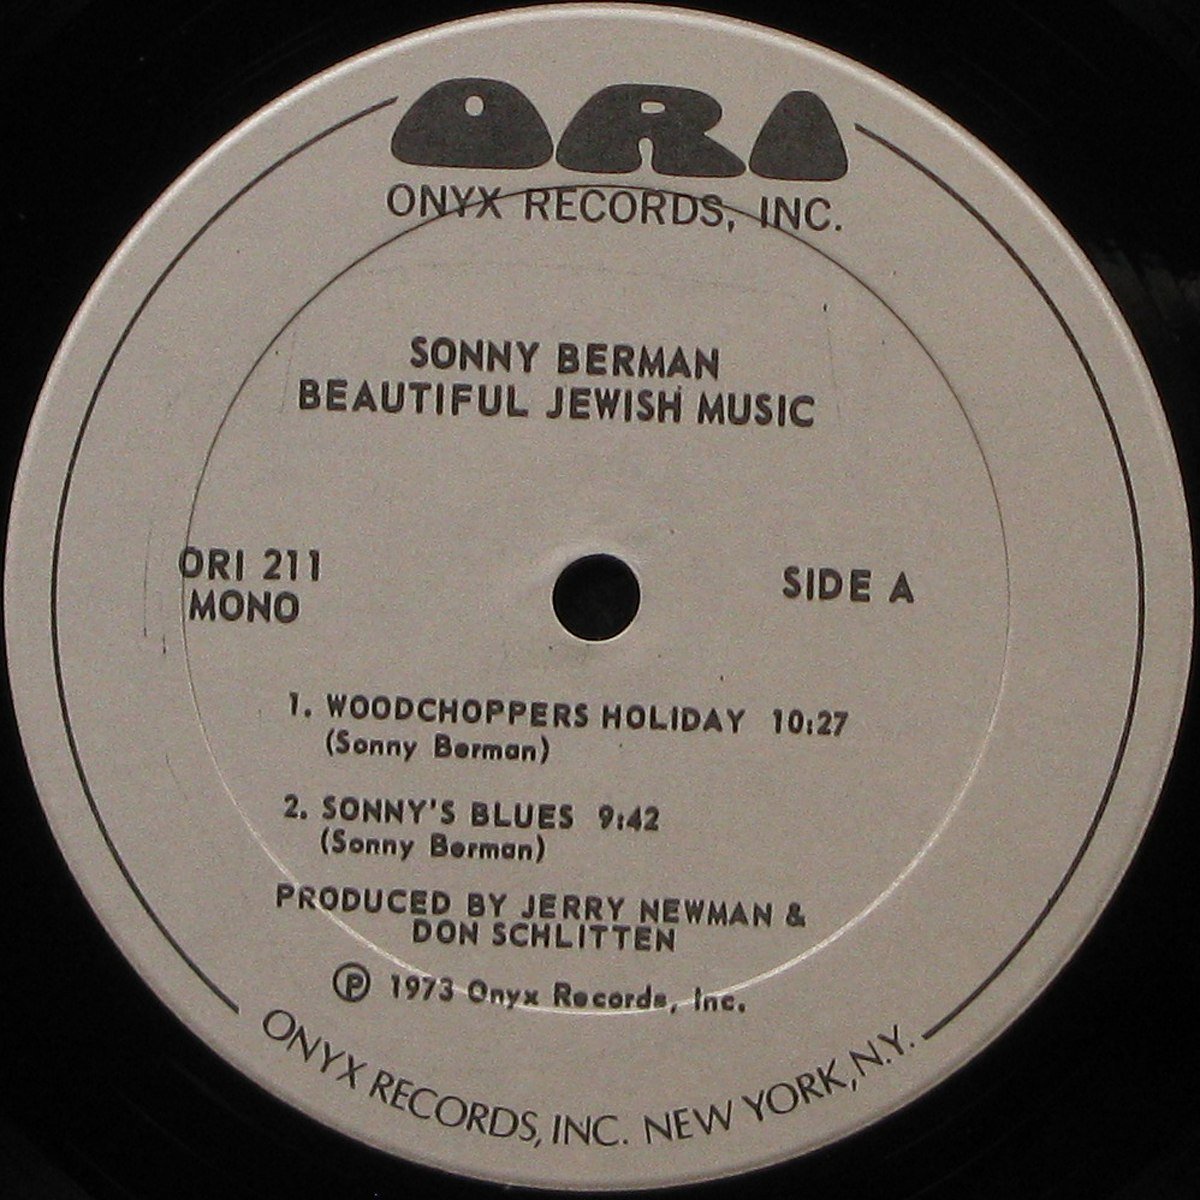 ORI
ONYX RECORDS, INC.
SONNY BERMAN
BEAUTIFUL JEWISH MUSIC
ORI 211
MONO
SIDE A
1. WOODCHOPPERS HOLIDAY 10:27
(Sonny Berman)
2. SONNY'S BLUES 9:42
(Sonny Berman)
PRODUCED BY JERRY NEWMAN &
DON SCHLITTEN
℗ 1973 Onyx Records, Inc.
ONYX RECORDS, INC. NEW YORK, N.Y.